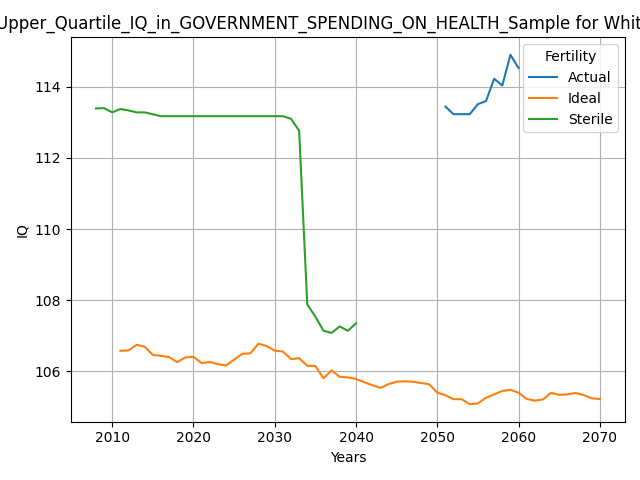 Upper_Quartile_IQ_in_GOVERNMENT_SPENDING_ON_HEALTH_Sample for Whit
Fertility
Actual
Ideal
Sterile
114
112
110
108
106
IQ
2010 2020 2030 2040 2050 2060 2070
Years